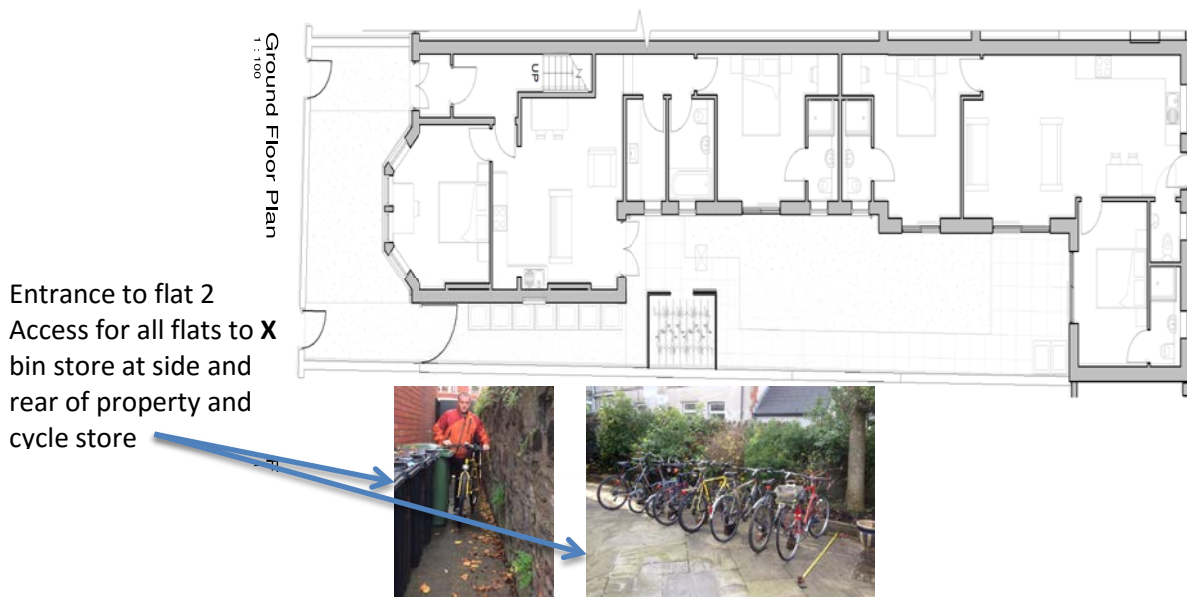 Ground Floor Plan
1 : 100
UP
Entrance to flat 2
Access for all flats to X
bin store at side and
rear of property and
cycle store